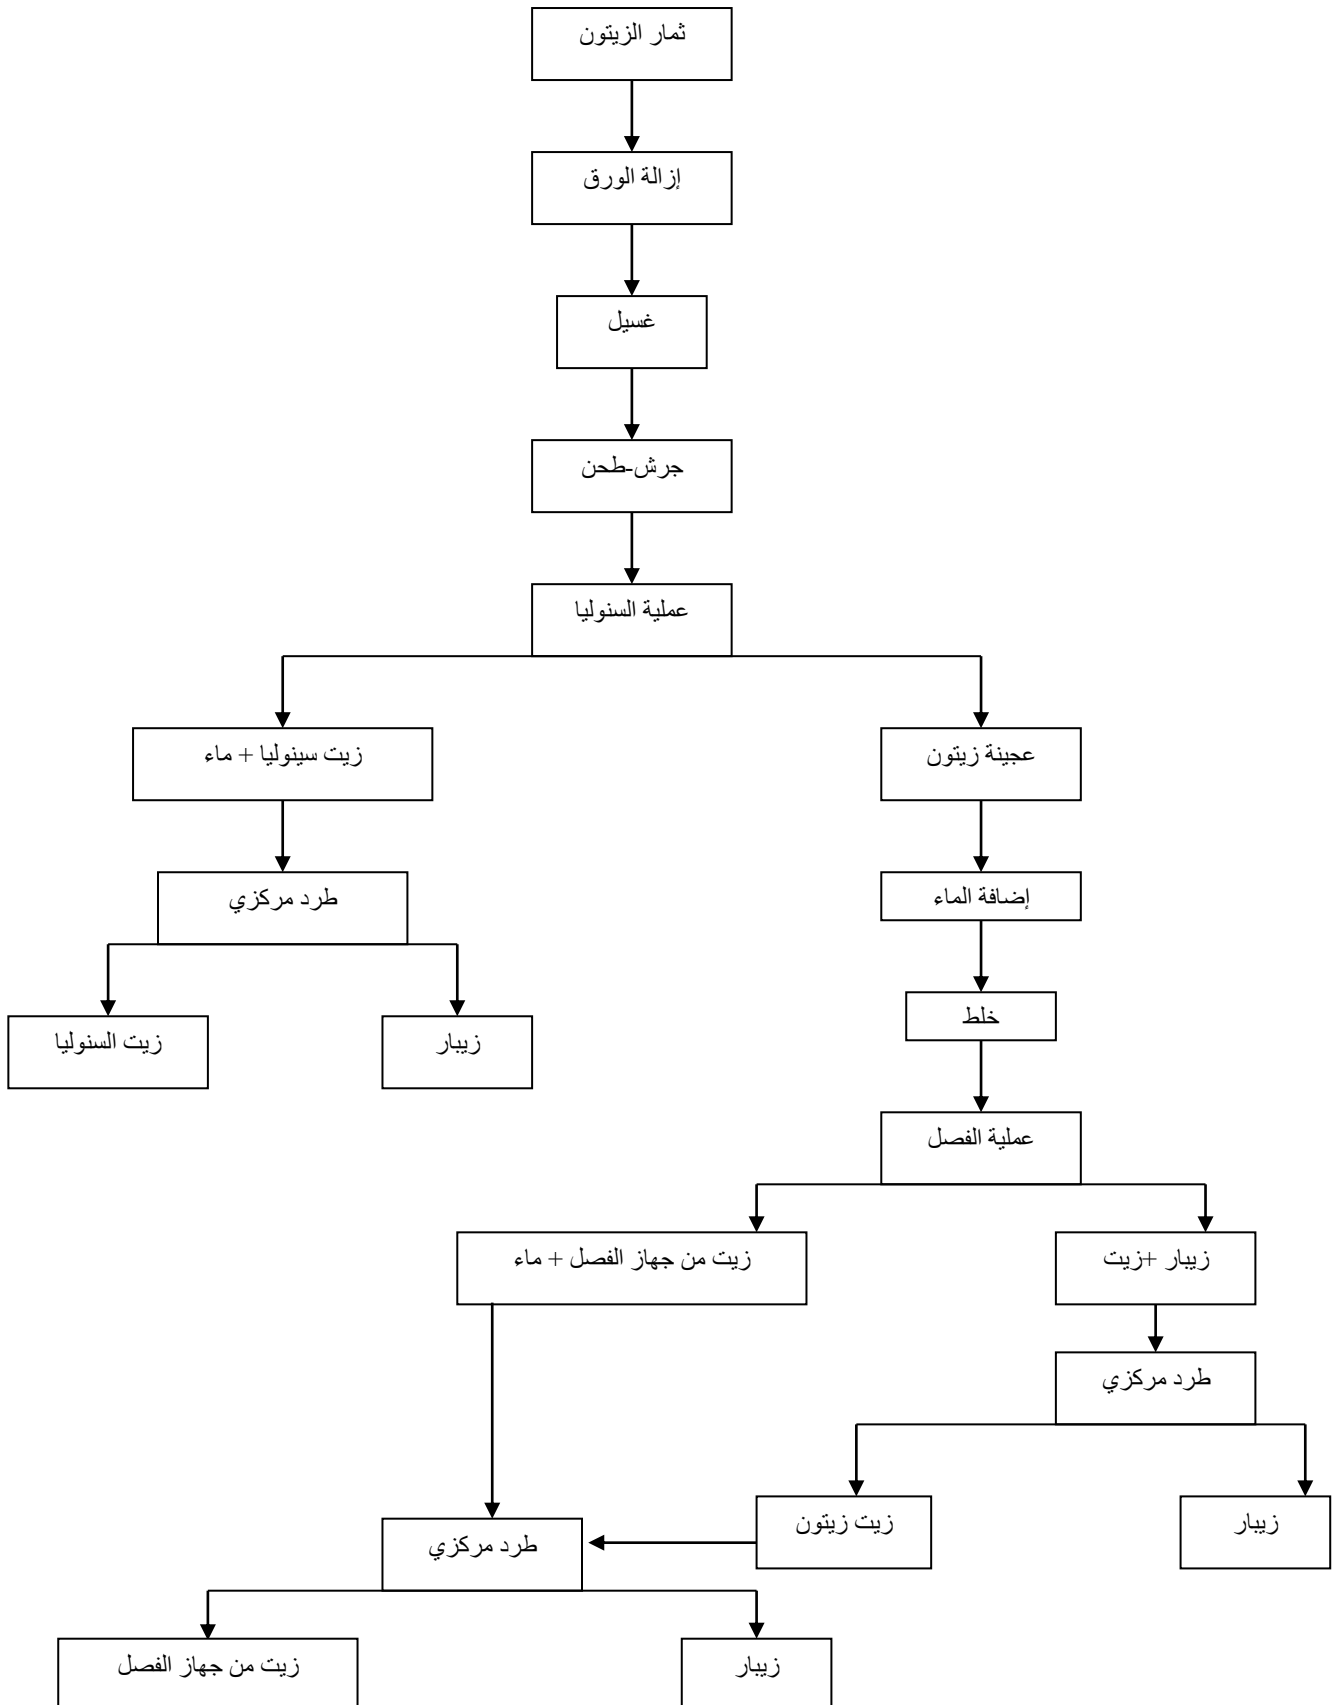 ثمار الزيتون
إزالة الورق
غسيل
جرش-طحن
عملية السنوليا
عجينة زيتون
زيت سينوليا + ماء
إضافة الماء
طرد مركزي
خلط
زيبار
زيت السنوليا
عملية الفصل
زيبار +زيت
زيت من جهاز الفصل + ماء
طرد مركزي
زيبار
زيت زيتون
طرد مركزي
زيبار
زيت من جهاز الفصل